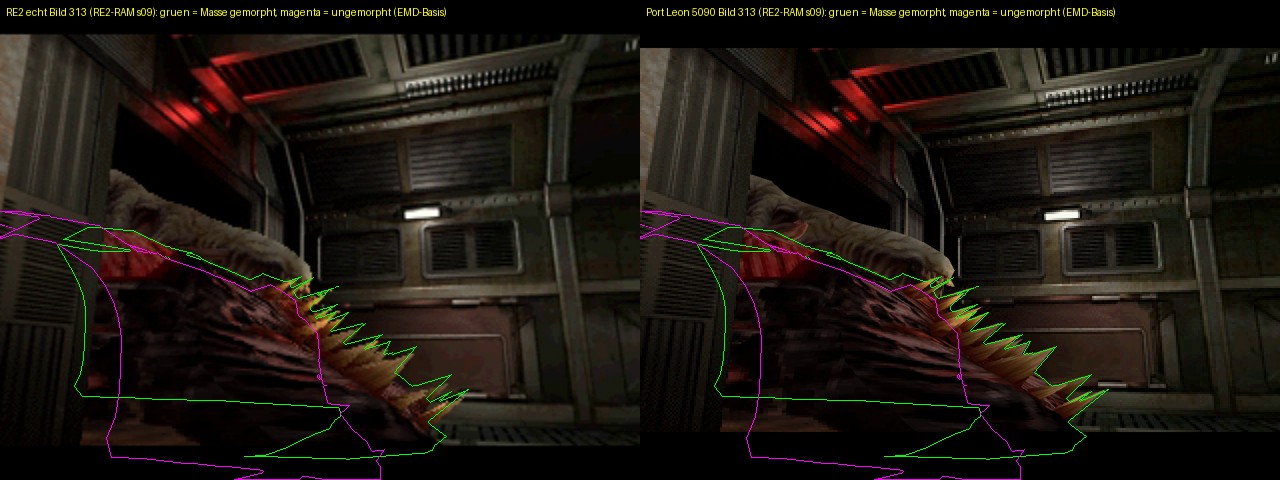 RE2 echt Bild 313 (RE2-RAM s09): gruen = Masse gemorpht, magenta = ungemorpht (EMD-Basis)
Port Leon 5090 Bild 313 (RE2-RAM s09): gruen = Masse gemorpht, magenta = ungemorpht (EMD-Basis)